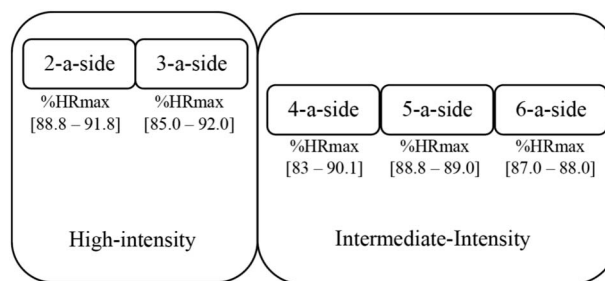 2-a-side
3-a-side
%HRmax
%HRmax
[88.8 – 91.8]
[85.0 – 92.0]
High-intensity
4-a-side
5-a-side
6-a-side
%HRmax
%HRmax
%HRmax
[83 – 90.1]
[88.8 – 89.0]
[87.0 – 88.0]
Intermediate-Intensity